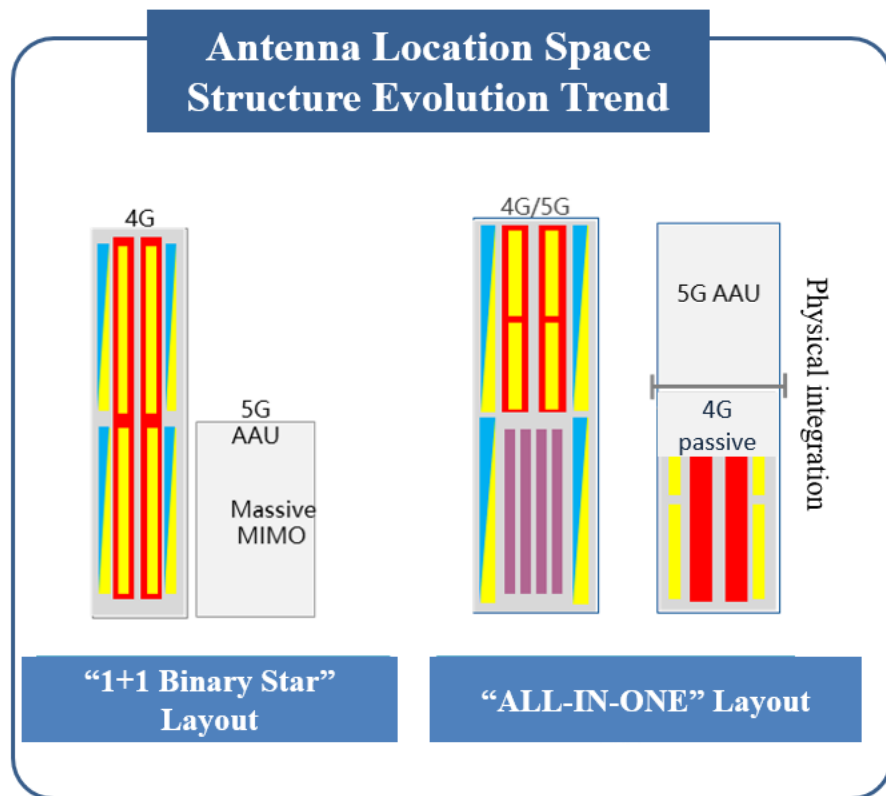 Antenna Location Space
Structure Evolution Trend
4G
5G
AAU
Massive
MIMO
4G/5G
5G AAU
4G
passive
Physical integration
“1+1 Binary Star”
Layout
“ALL-IN-ONE” Layout